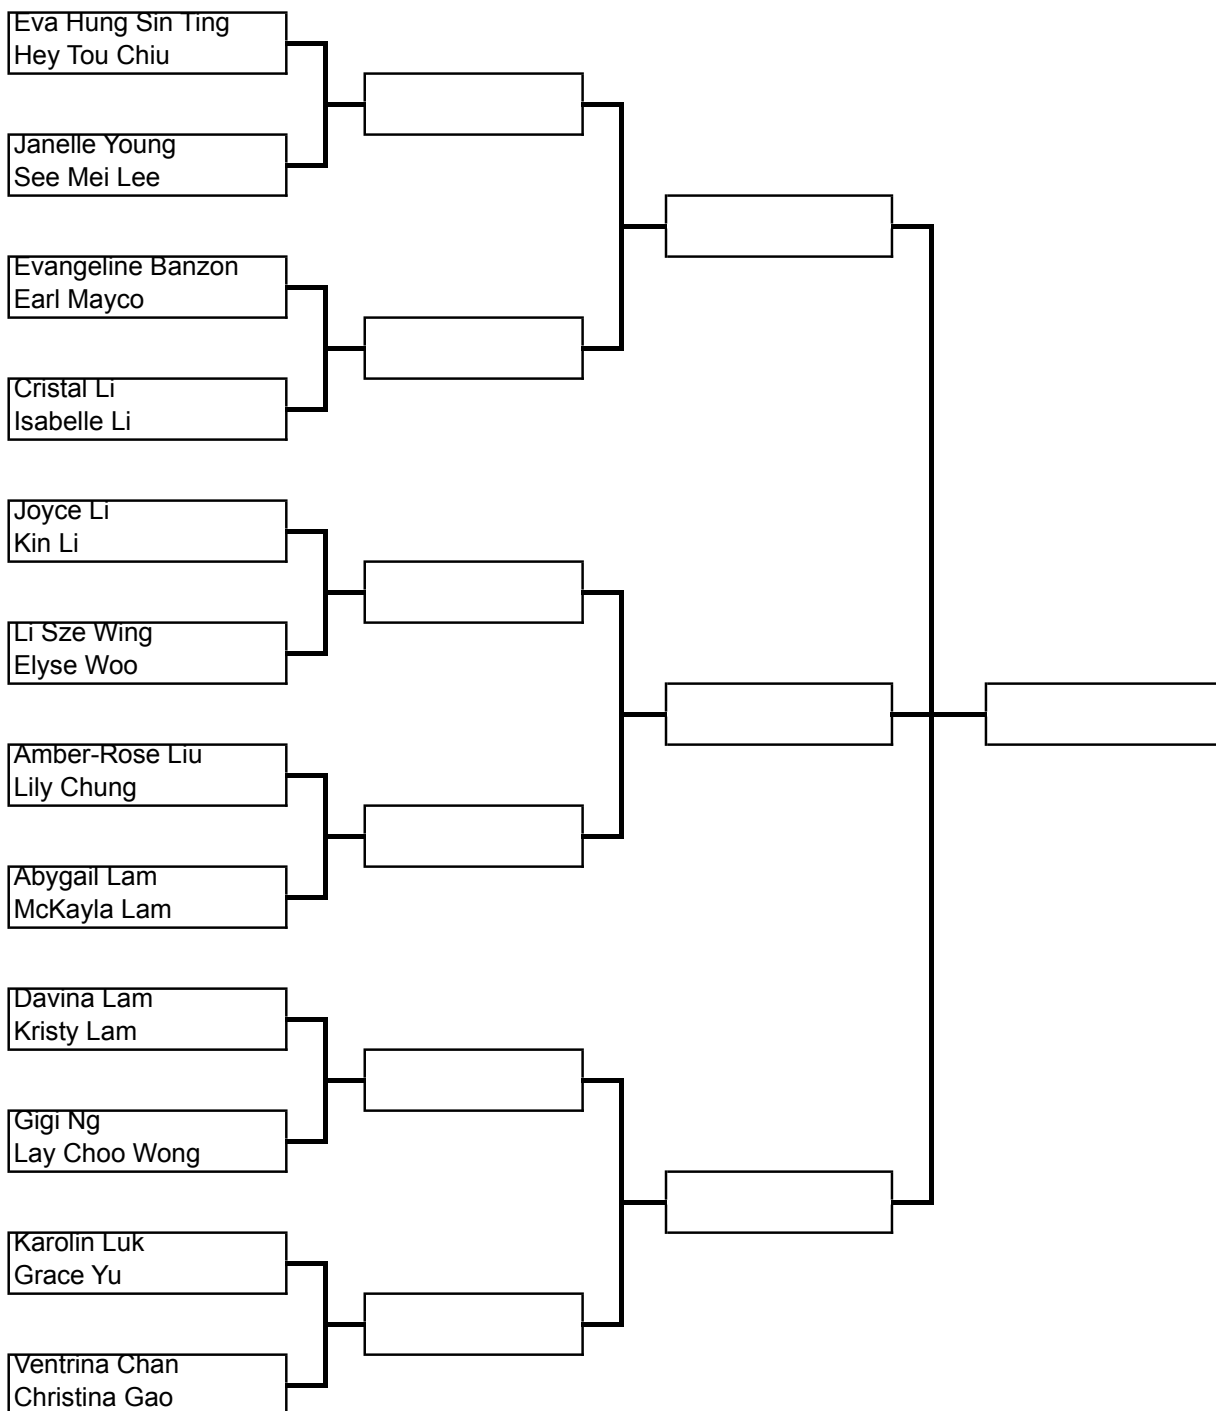 Eva Hung Sin Ting
Hey Tou Chiu
Janelle Young
See Mei Lee
Evangeline Banzon
Earl Mayco
Cristal Li
Isabelle Li
Joyce Li
Kin Li
Li Sze Wing
Elyse Woo
Amber-Rose Liu
Lily Chung
Abygail Lam
McKayla Lam
Davina Lam
Kristy Lam
Gigi Ng
Lay Choo Wong
Karolin Luk
Grace Yu
Ventrina Chan
Christina Gao